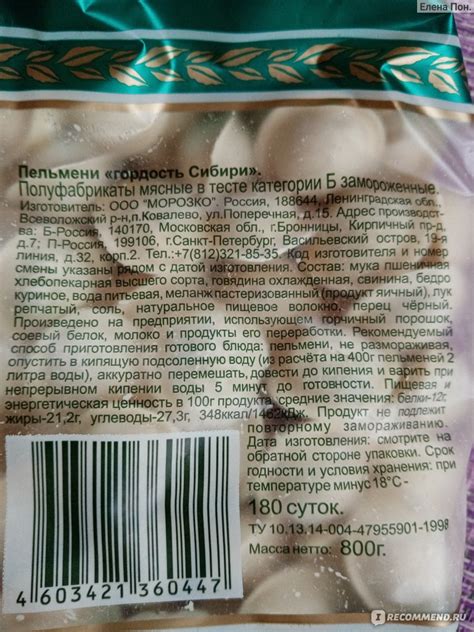 Елена Пон.
Пельмени «гордость Сибири».
Полуфабрикаты мясные в тесте категории Б замороженные.
Изготовитель: ООО "МОРОЗКО". Россия, 188644, Ленинградская обл.,
Всеволожский р-н,п.Ковалево, ул.Поперечная, д.15. Адрес производст-
ва: Б-Россия, 140170, Московская обл., г.Бронницы, Кирпичный пр-д,
д.7; П-Россия, 199106, г.Санкт-Петербург, Васильевский остров, 19-я
линия, д.32, корп.2. Тел.+7(812)321-85-35. Код изготовителя и номер
смены указаны рядом с датой изготовления. Состав: мука пшеничная
хлебопекарная высшего сорта, говядина охлажденная, свинина, бедро
куриное, вода питьевая, меланж пастеризованный (продукт яичный), лук
репчатый, соль, натуральное пищевое волокно, перец чёрный.
Произведено на предприятии, использующем горчичный порошок,
соевый белок, молоко и продукты его переработки. Рекомендуемый
способ приготовления готового блюда: пельмени, не размораживая,
опустить в кипящую подсоленную воду (из расчёта на 400г пельменей 2
литра воды), аккуратно перемешать, довести до кипения и варить при
непрерывном кипении воды 5 минут до готовности. Пищевая и
энергетическая ценность в 100г продукта, средние значения: белки-12г,
жиры-21,2г, углеводы-27,3г, 348ккал/1462кДж. Продукт не подлежит
повторному замораживанию.
Дата изготовления: смотрите на
обратной стороне упаковки. Срок
годности и условия хранения: при
температуре минус 18°С -
180 суток.
ТУ 10.13.14-004-47955901-1998
Масса нетто: 800г.
4 603421 360447
IRECOMMEND.RU